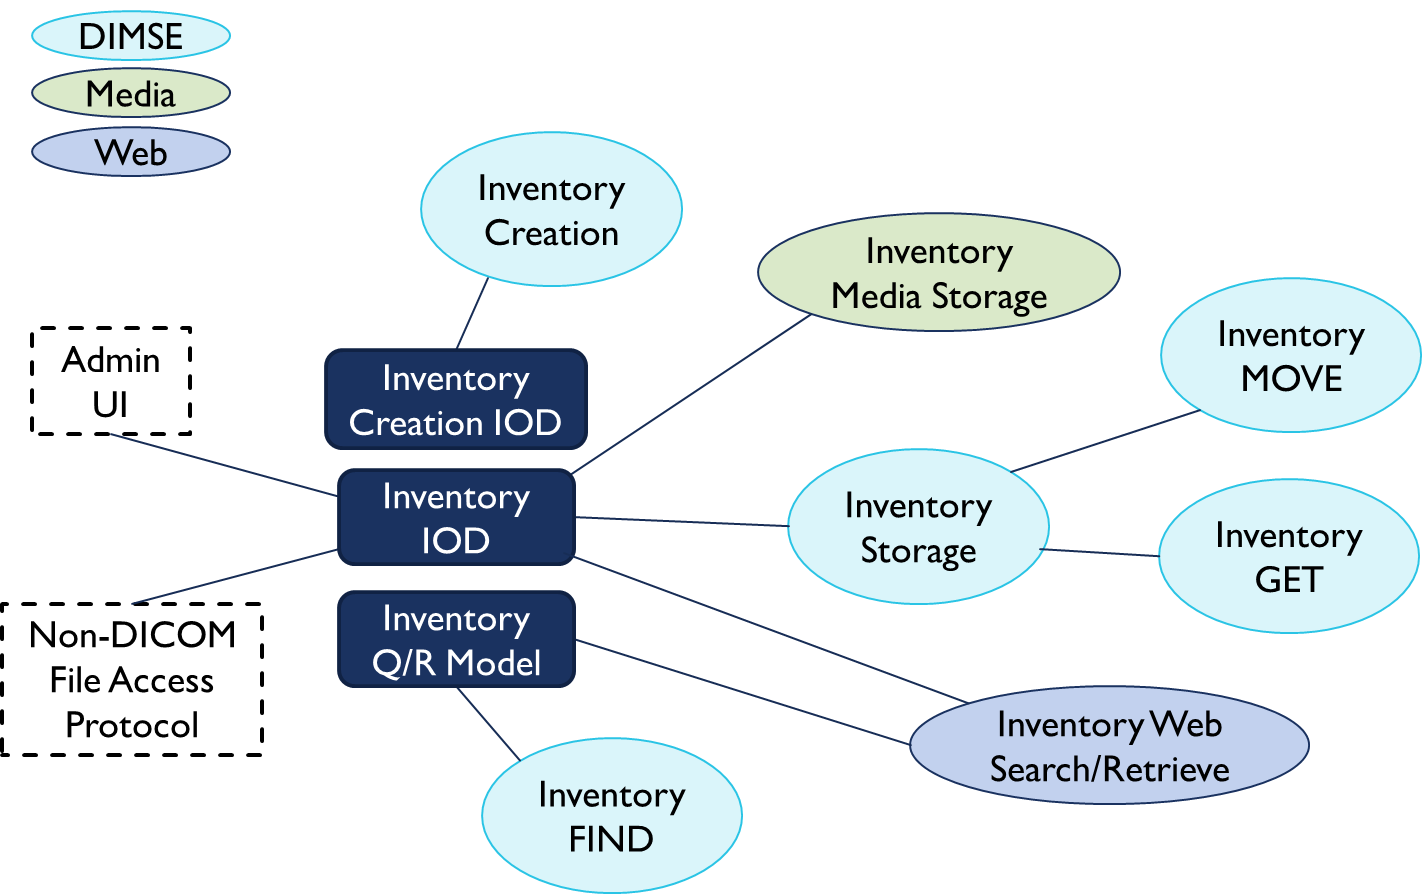 DIMSE
Media
Web
Inventory
Creation
Inventory
Media Storage
Inventory
MOVE
Admin
UI
Inventory
Creation IOD
Inventory
IOD
Inventory
Storage
Inventory
GET
Non-DICOM
File Access
Protocol
Inventory
Q/R Model
Inventory Web
Search/Retrieve
Inventory
FIND